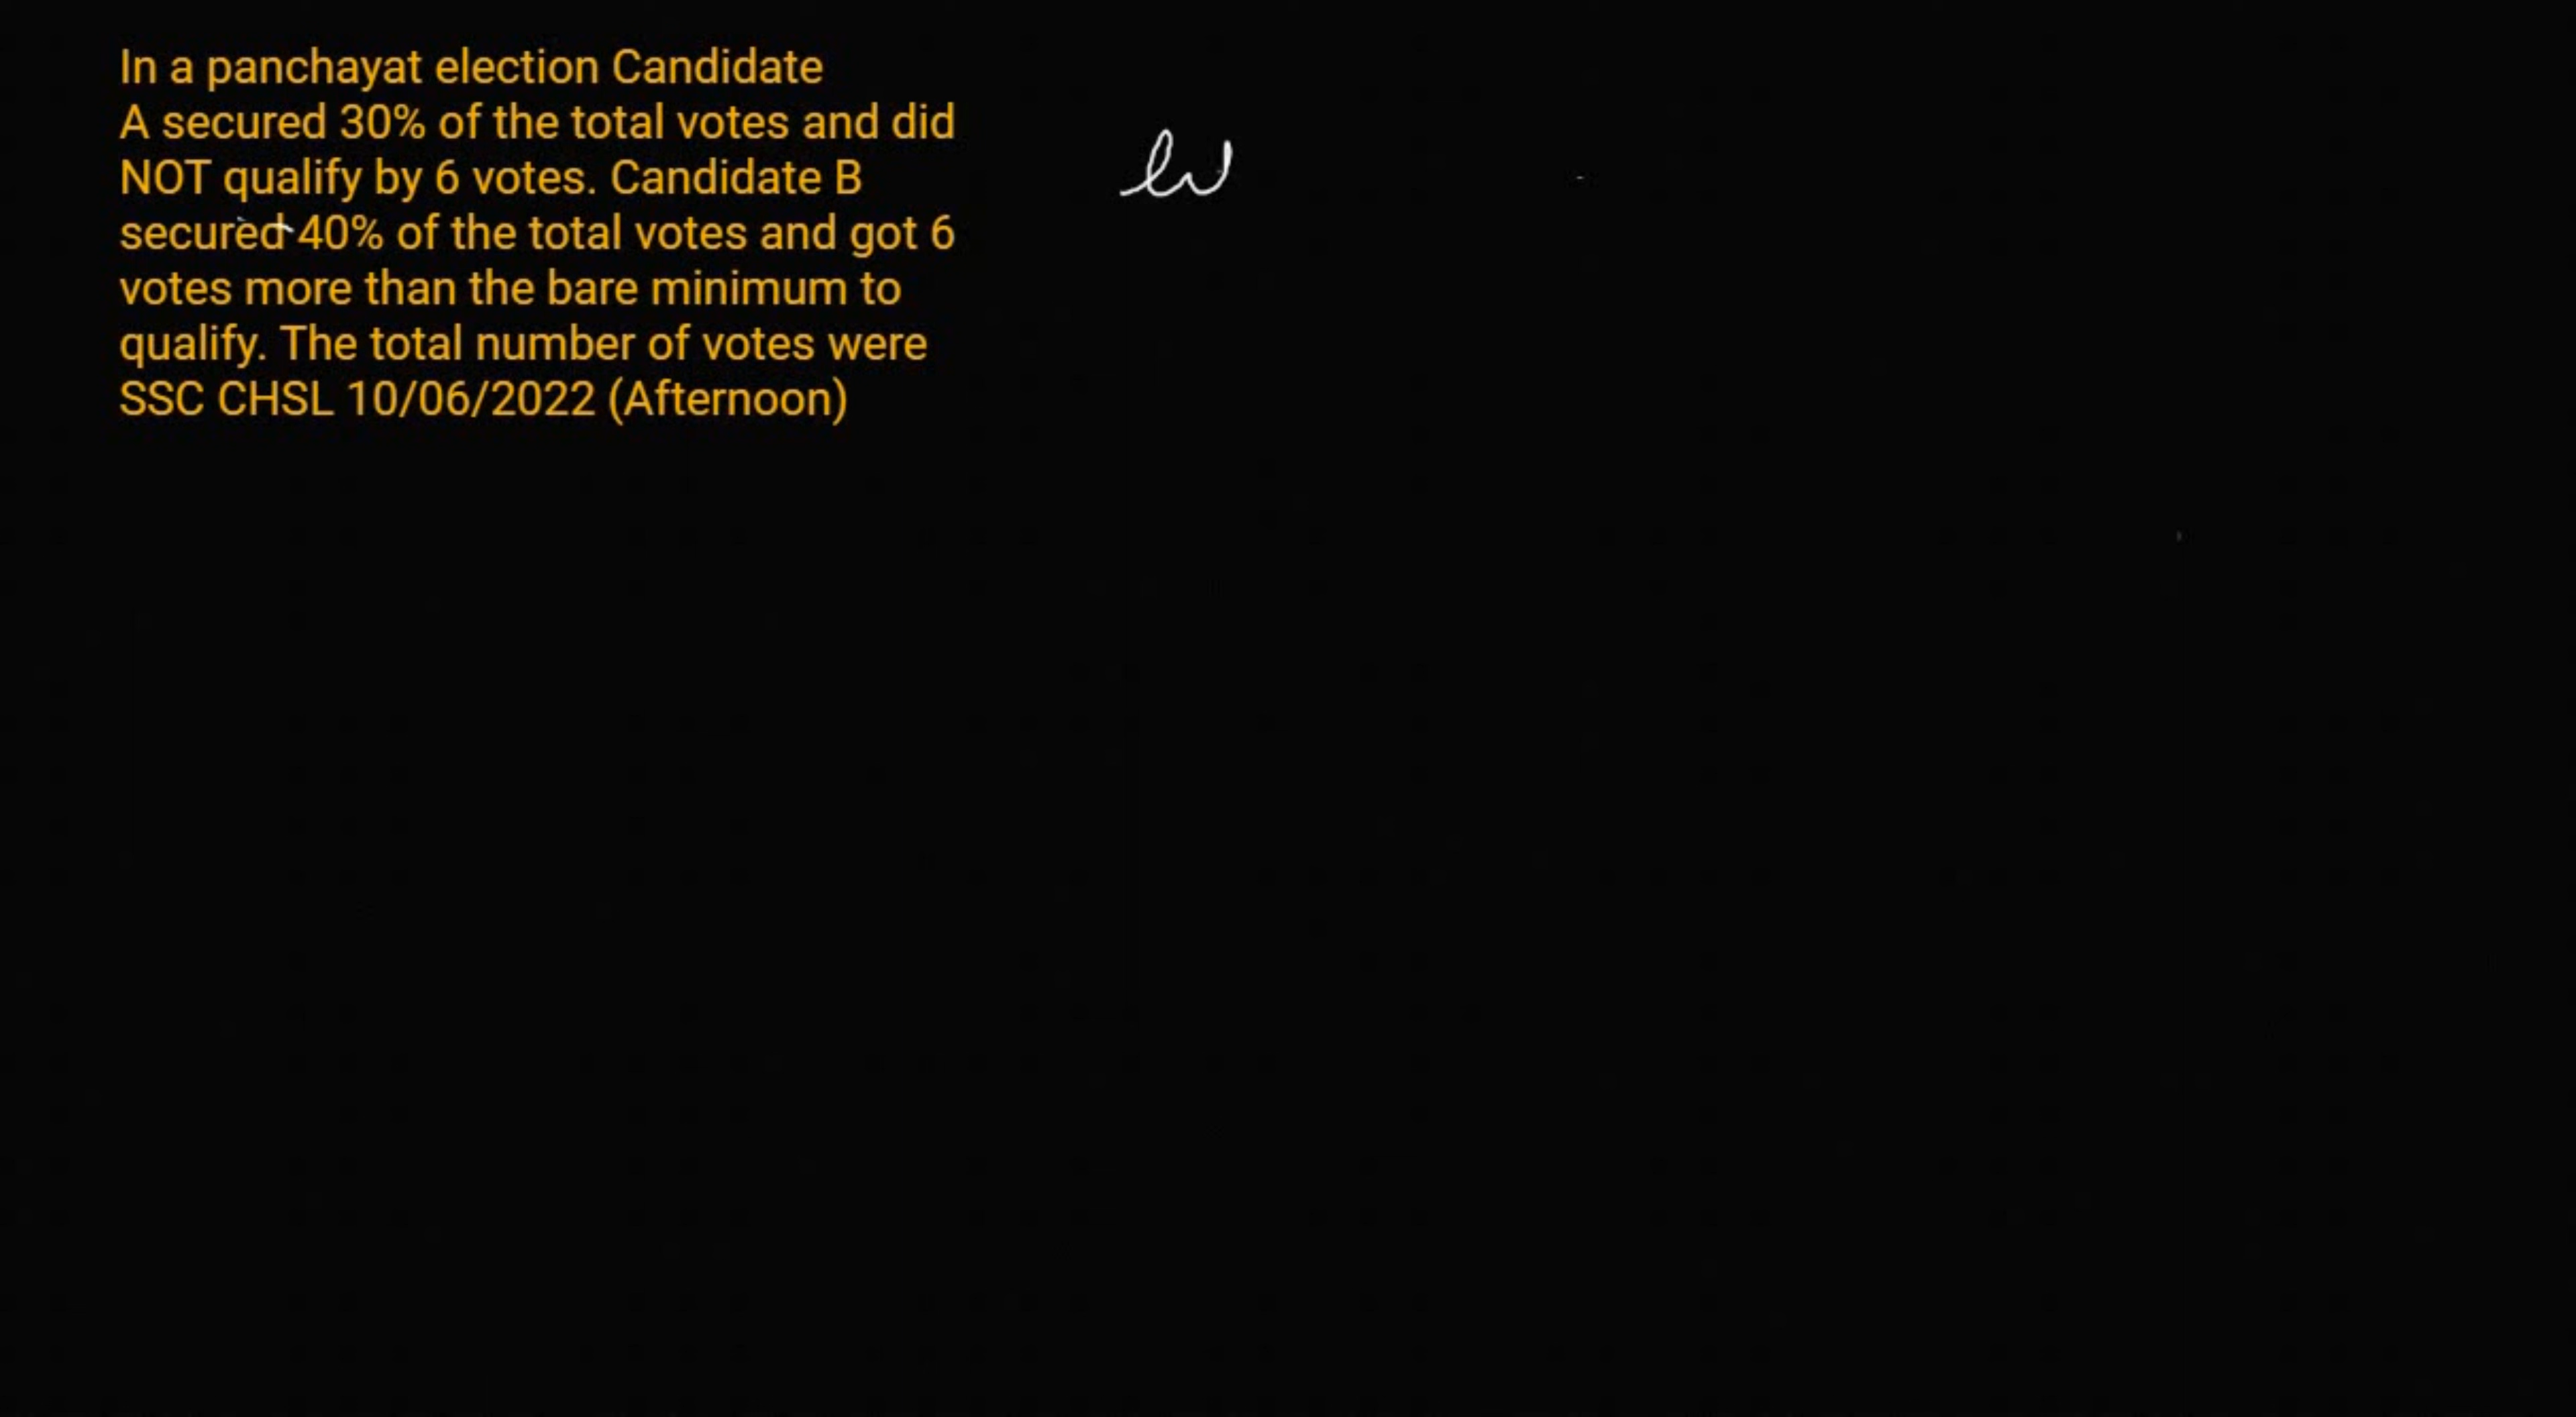 In a panchayat election Candidate
A secured 30% of the total votes and did
NOT qualify by 6 votes. Candidate B
secured 40% of the total votes and got 6
votes more than the bare minimum to
qualify. The total number of votes were
SSC CHSL 10/06/2022 (Afternoon)